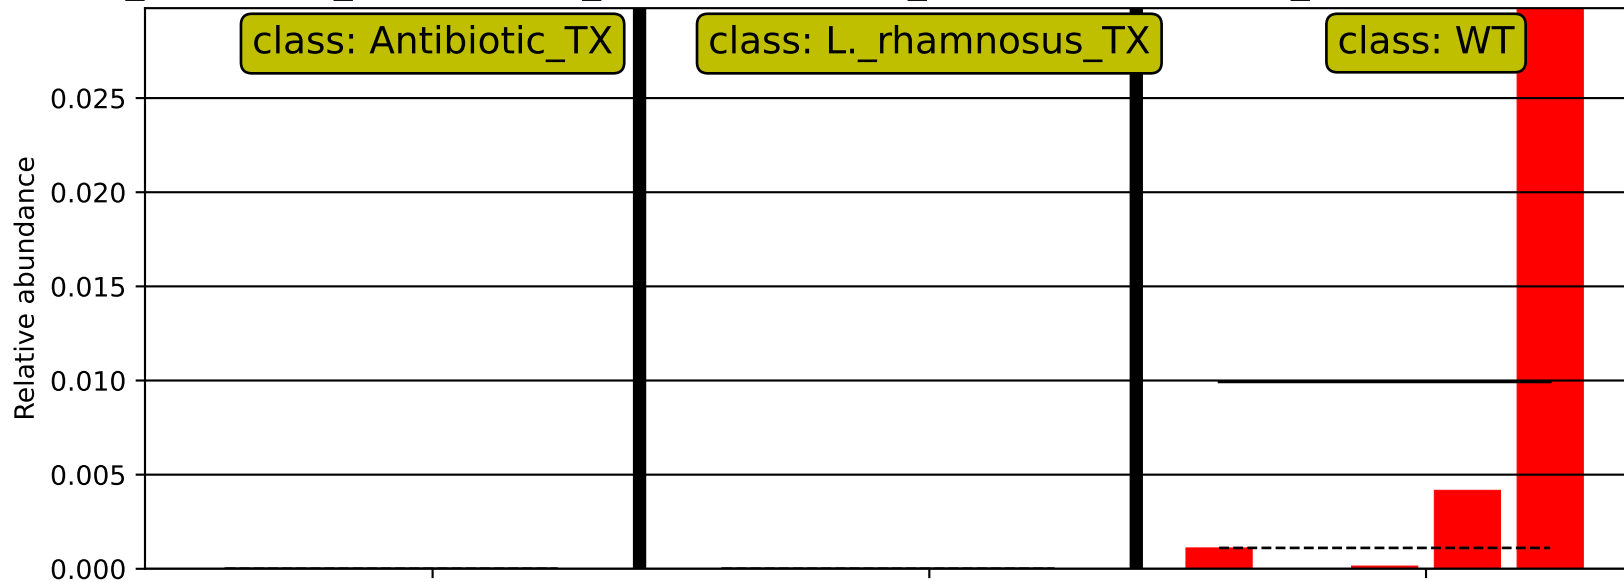 class: Antibiotic_TX
class: L._rhamnosus_TX
class: WT
Relative abundance
0.025
0.020
0.015
0.010
0.005
0.000